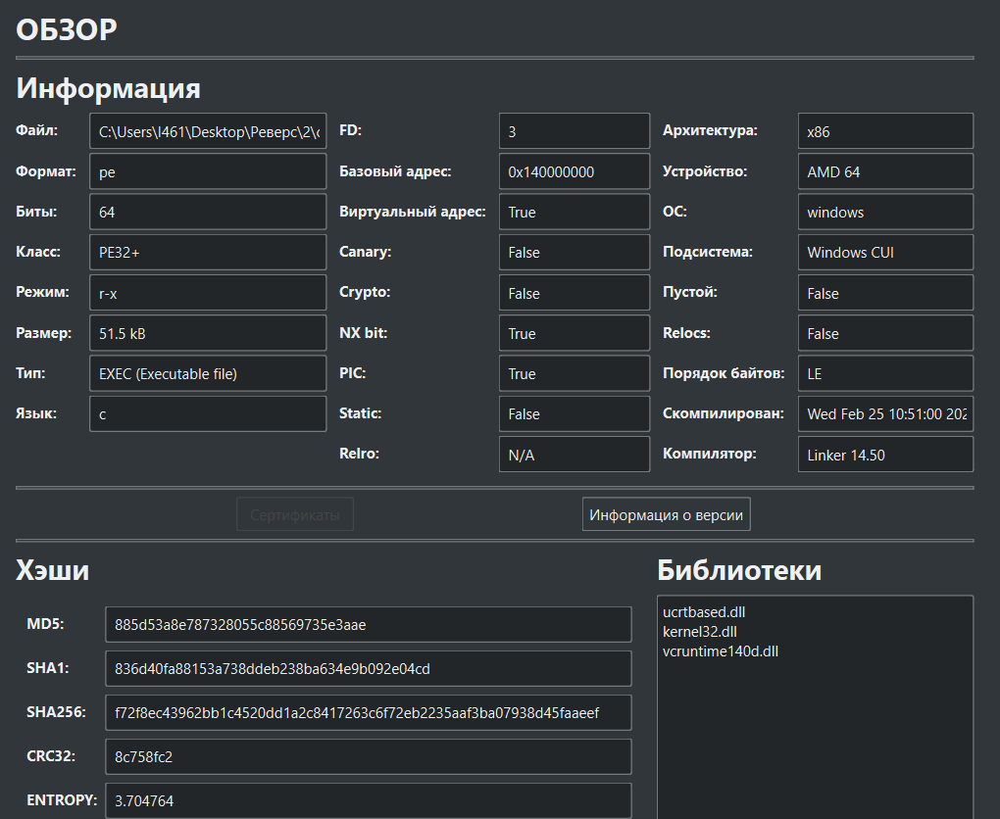 ОБЗОР
Информация
Файл: C:\Users\I461\Desktop\Реверс\2\ FD: 3 Архитектура: x86
Формат: pe Базовый адрес: 0x140000000 Устройство: AMD 64
Биты: 64 Виртуальный адрес: True ОС: windows
Класс: PE32+ Canary: False Подсистема: Windows CUI
Режим: r-x Crypto: False Пустой: False
Размер: 51.5 kB NX bit: True Relocs: False
Тип: EXEC (Executable file) PIC: True Порядок байтов: LE
Язык: c Static: False Скомпилирован: Wed Feb 25 10:51:00 202
Relro: N/A Компилятор: Linker 14.50
Сертификаты Информация о версии
Хэши
MD5: 885d53a8e787328055c88569735e3aae
SHA1: 836d40fa88153a738ddeb238ba634e9b092e04cd
SHA256: f72f8ec43962bb1c4520dd1a2c8417263c6f72eb2235aaf3ba07938d45faaeef
CRC32: 8c758fc2
ENTROPY: 3.704764
Библиотеки
ucrtbased.dll
kernel32.dll
vcruntime140d.dll